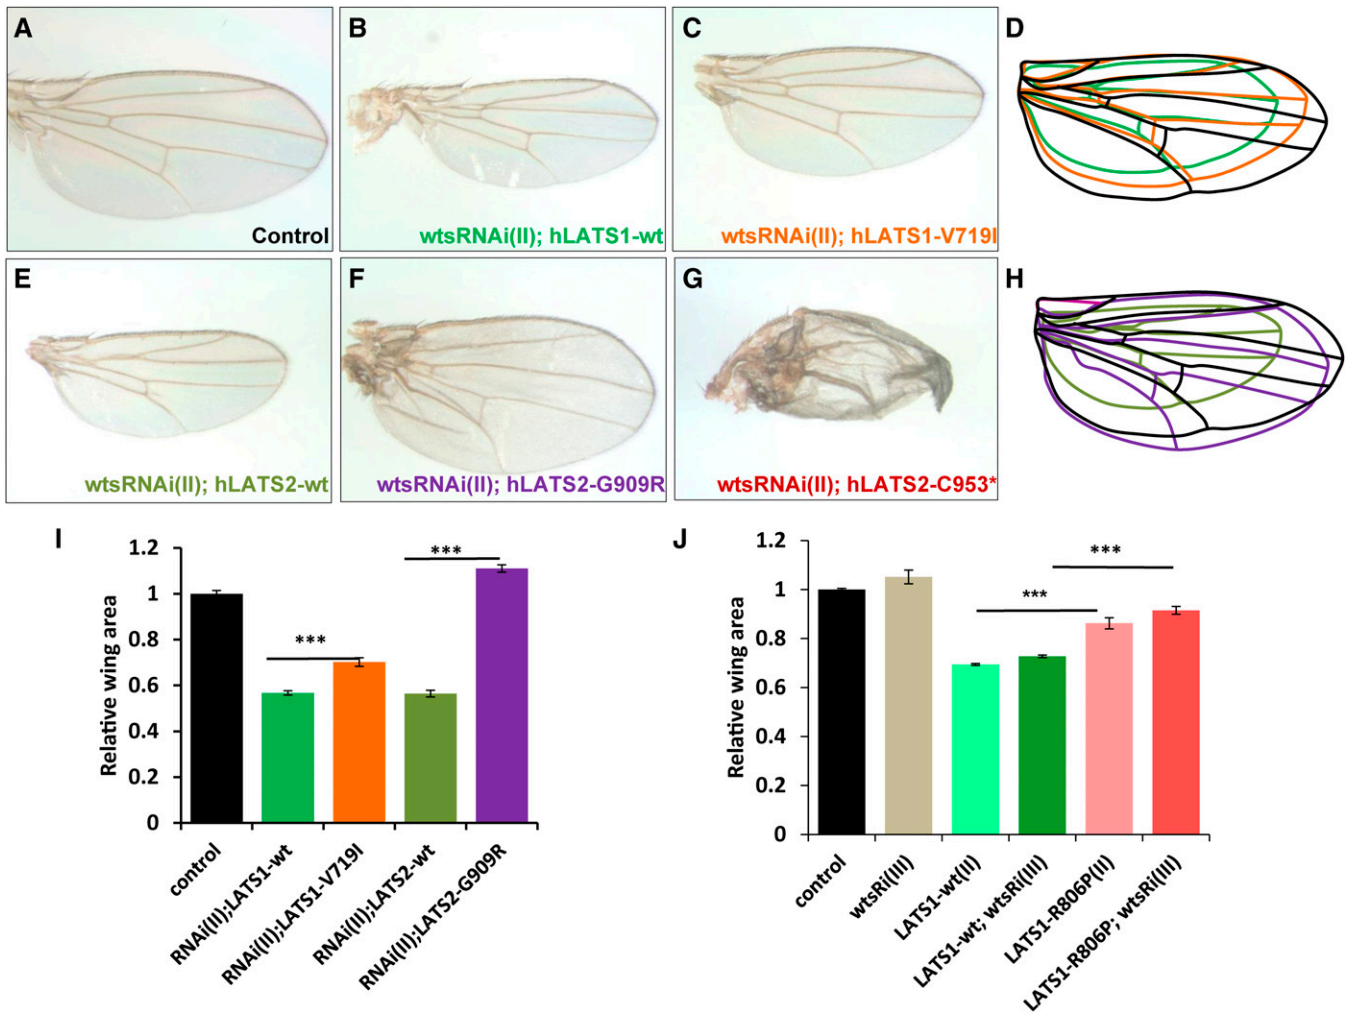 A
Control
B
wtsRNAi(II); hLATS1-wt
C
wtsRNAi(II); hLATS1-V719I
D
E
wtsRNAi(II); hLATS2-wt
F
wtsRNAi(II); hLATS2-G909R
G
wtsRNAi(II); hLATS2-C953*
H
I
Relative wing area
1.2
1
0.8
0.6
0.4
0.2
0
***
***
control
RNAi(II);LATS1-wt
RNAi(II);LATS1-V719I
RNAi(II);LATS2-wt
RNAi(II);LATS2-G909R
J
Relative wing area
1.2
1
0.8
0.6
0.4
0.2
0
***
***
control
wtsRi(III)
LATS1-wt(II)
LATS1-wt; wtsRi(III)
LATS1-R806P(II)
LATS1-R806P; wtsRi(III)